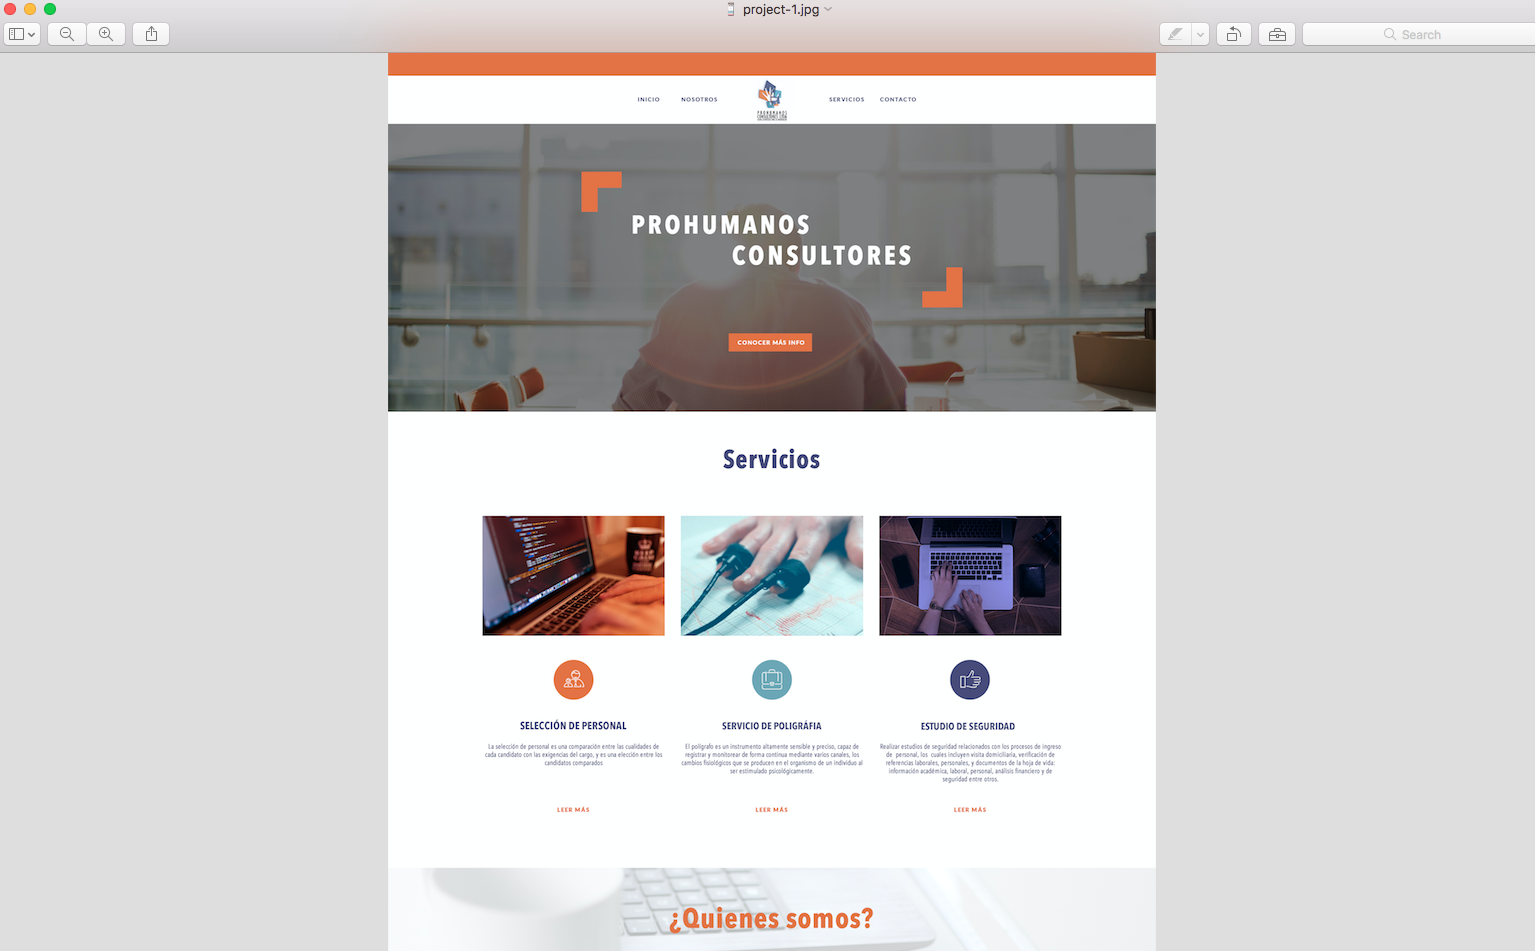 project-1.jpg
Search
INICIO
NOSOTROS
PROHUMANOS
CONSULTORES.COM
SERVICIOS
CONTACTO
PROHUMANOS
CONSULTORES
CONOCER MÁS INFO
Servicios
SELECCIÓN DE PERSONAL
La selección de personal es una comparación entre las cualidades de
cada candidato con las exigencias del cargo, y es una elección entre los
candidatos comparados
LEER MÁS
SERVICIO DE POLIGRÁFIA
El polígrafo es un instrumento altamente sensible y preciso, capaz de
registrar y monitorear de forma continua mediante varios canales, los
cambios fisiológicos que se producen en el organismo de un individuo al
ser estimulado psicológicamente.
LEER MÁS
ESTUDIO DE SEGURIDAD
Realizar estudios de seguridad relacionados con los procesos de ingreso
de personal, los cuales incluyen visita domiciliaria, verificación de
referencias laborales, personales, y documentos de la hoja de vida:
información académica, laboral, personal, análisis financiero y de
seguridad entre otros.
LEER MÁS
¿Quienes somos?